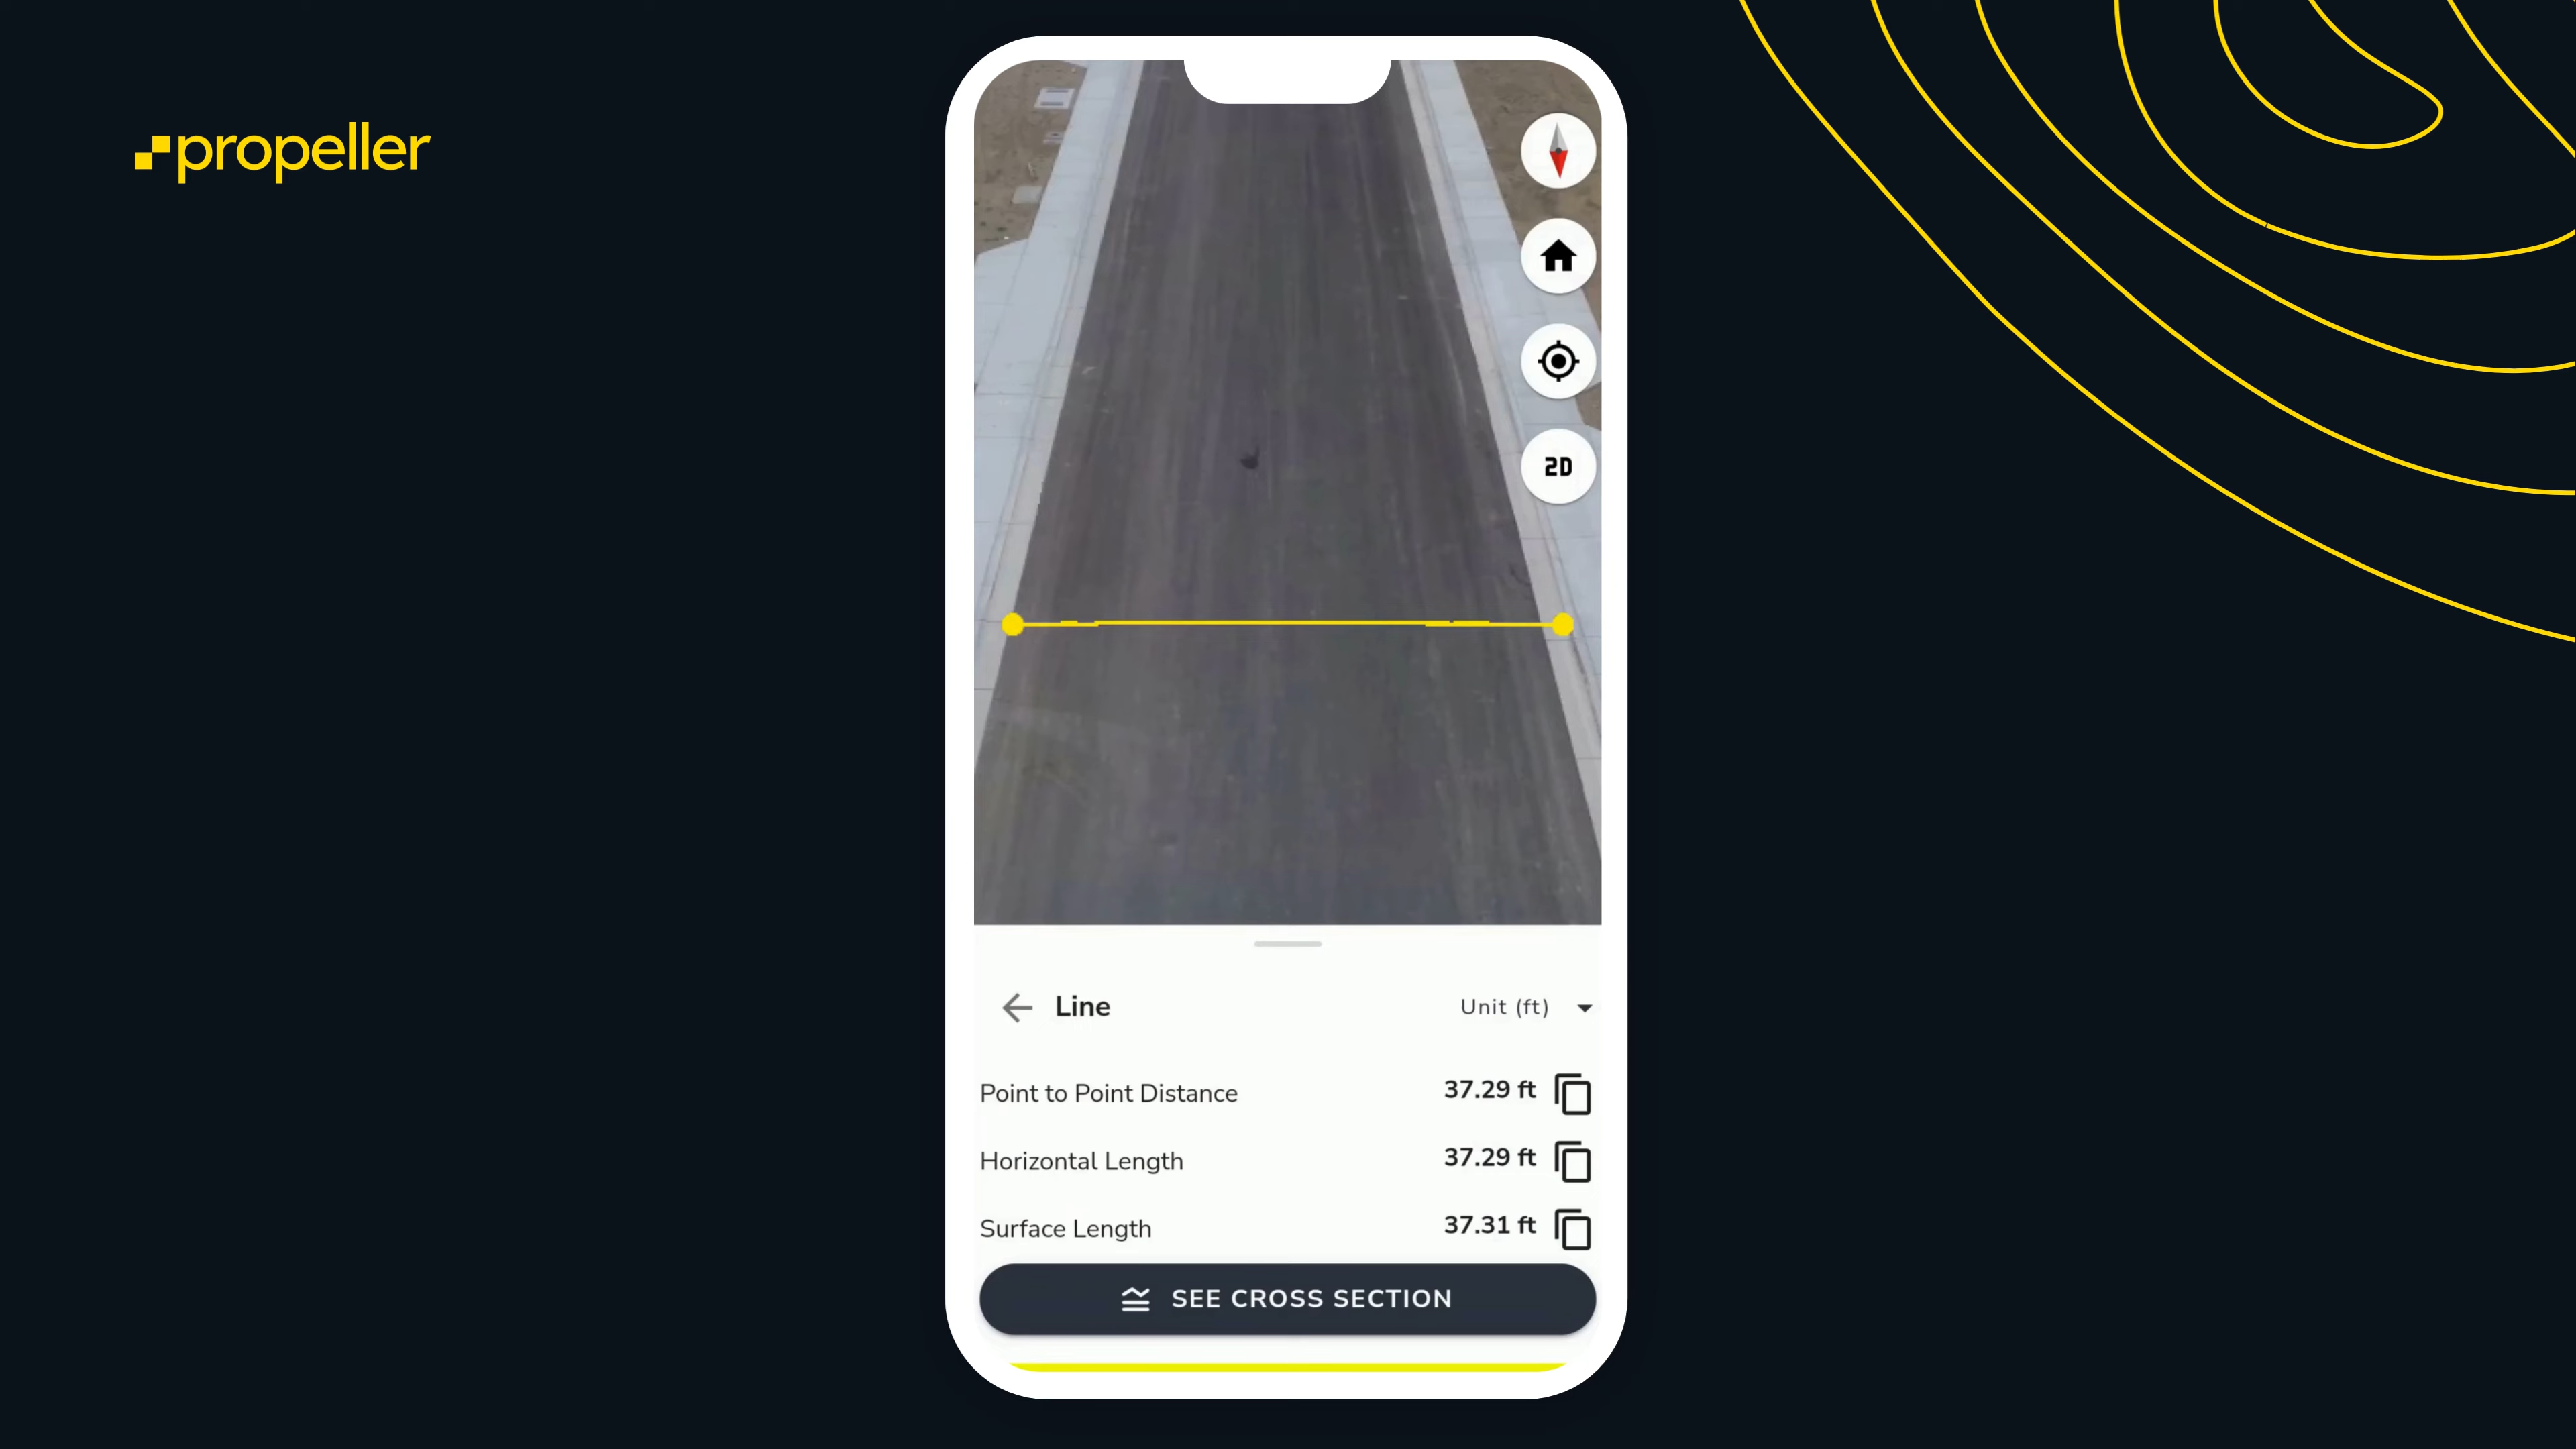 propeller
2D
Line
Unit (ft)
Point to Point Distance
37.29 ft
Horizontal Length
37.29 ft
Surface Length
37.31 ft
SEE CROSS SECTION